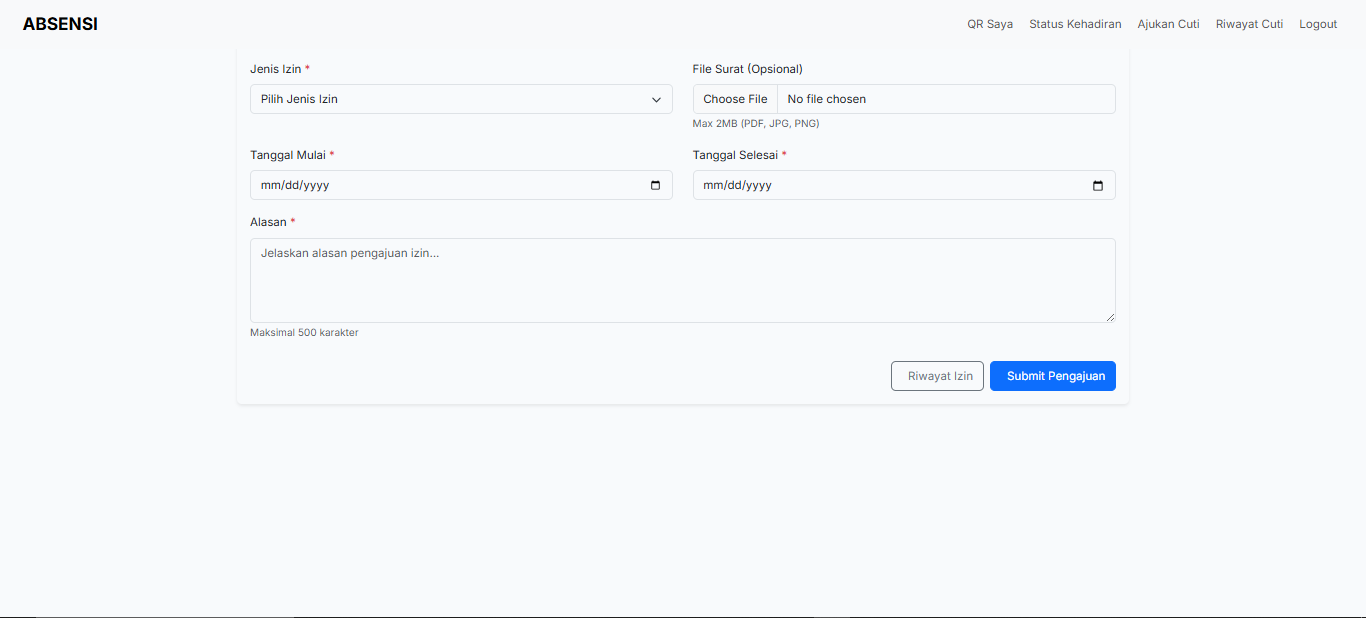 ABSENSI
QR Saya Status Kehadiran Ajukan Cuti Riwayat Cuti Logout
Jenis Izin *
Pilih Jenis Izin
File Surat (Opsional)
Choose File No file chosen
Max 2MB (PDF, JPG, PNG)
Tanggal Mulai *
mm/dd/yyyy
Tanggal Selesai *
mm/dd/yyyy
Alasan *
Jelaskan alasan pengajuan izin...
Maksimal 500 karakter
Riwayat Izin
Submit Pengajuan